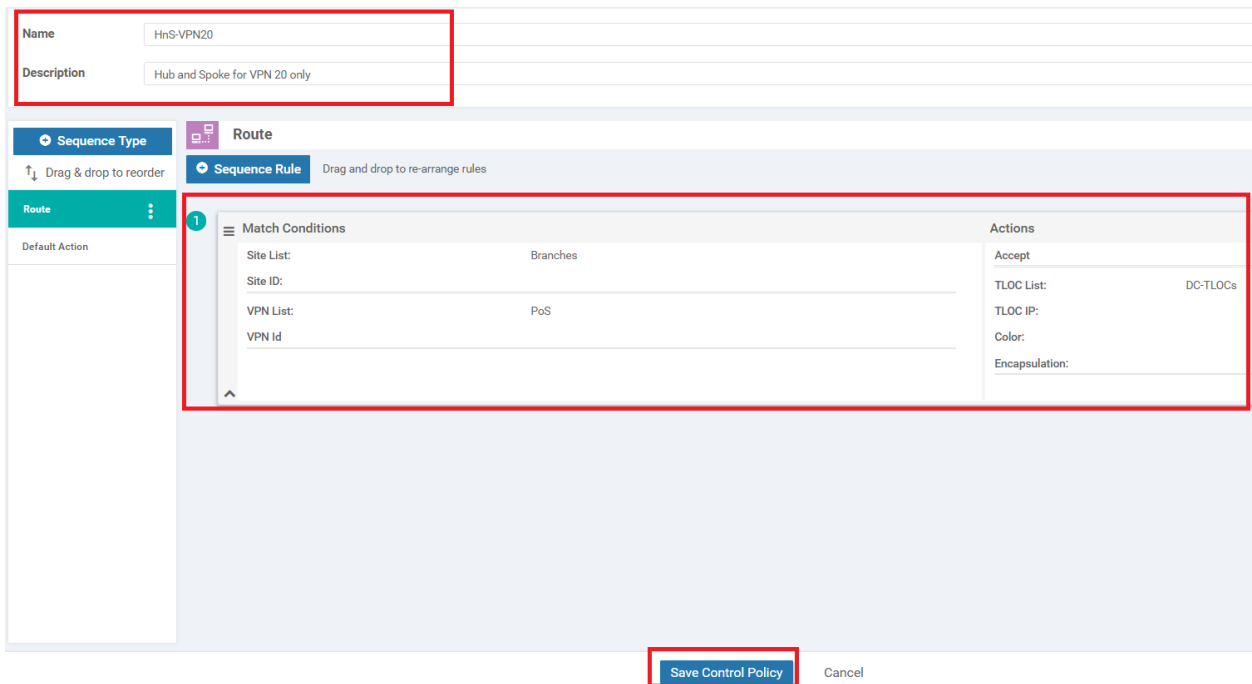 Name HnS-VPN20
Description Hub and Spoke for VPN 20 only
Sequence Type
Drag & drop to reorder
Route
Default Action
Route
Sequence Rule Drag and drop to re-arrange rules
1
Match Conditions
Site List: Branches
Site ID:
VPN List: PoS
VPN Id
Actions
Accept
TLOC List: DC-TLOCs
TLOC IP:
Color:
Encapsulation:
Save Control Policy Cancel